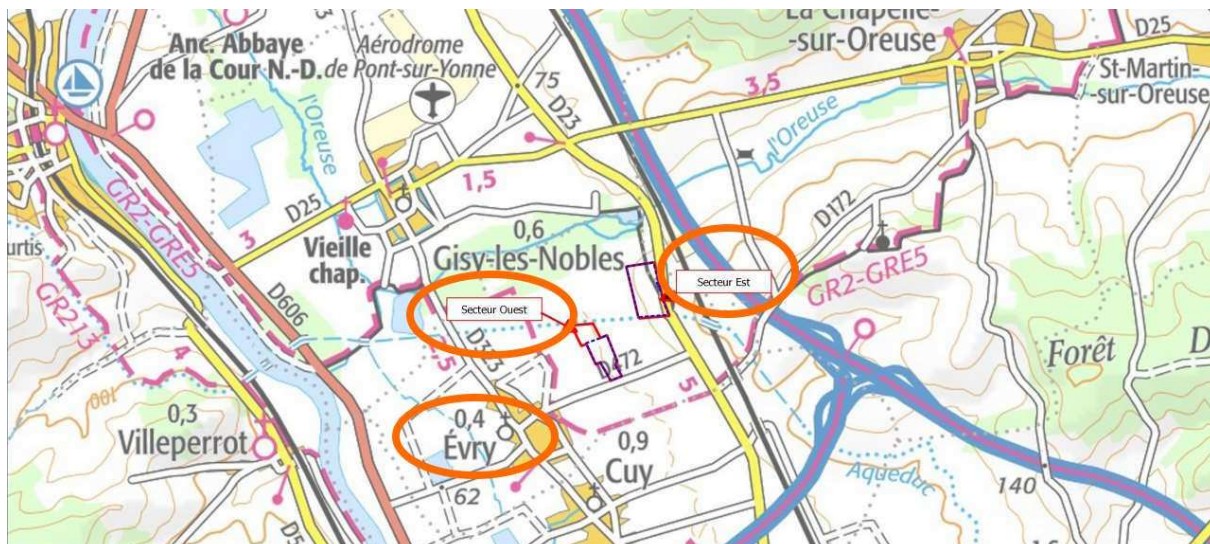 La Chapelle-
-sur-Oreuse
D25
Anc. Abbaye
de la Cour N.-D.
Aérodrome
de Pont-sur-Yonne
75
D23
3,5
St-Martin-
-sur-Oreuse
l'Oreuse
l'Oreuse
GR2-GRE5
D25
1,5
3
D172
Vieille
chap.
0,6
Gisy-les-Nobles
GR2-GRE5
Secteur Est
GR213
D606
Secteur Ouest
4
5
5
Forêt
D
100
0,3
Villeperrot
0,4
Évry
0,9
Cuy
62
Aqueduc
140